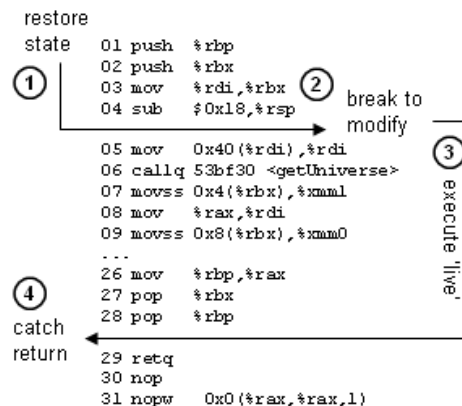 restore
state
1
01 push %rbp
02 push %rbx
03 mov %rdi,%rbx
04 sub $0x18,%rsp
2
break to
modify
3
execute 'live'
05 mov 0x40(%rdi),%rdi
06 callq 53bf30 <getUniverse>
07 movss 0x4(%rbx),%xmm1
08 mov %rax,%rdi
09 movss 0x8(%rbx),%xmm0
...
26 mov %rbp,%rax
27 pop %rbx
28 pop %rbp
4
catch
return
29 retq
30 nop
31 nopw 0x0(%rax,%rax,1)